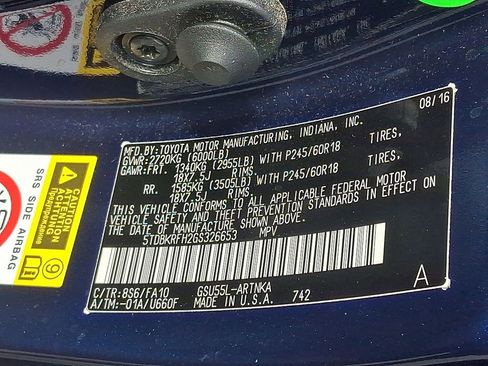 08/16
MFD. BY: TOYOTA MOTOR MANUFACTURING, INDIANA, INC.
GVWR: 2720KG (6000LB)
GAWR: FRT. 1340KG (2955LB) WITH P245/60R18 TIRES,
18X7.5J RIMS.
RR. 1585KG (3505LB) WITH P245/60R18 TIRES,
18X7.5J RIMS.
THIS VEHICLE CONFORMS TO ALL APPLICABLE FEDERAL MOTOR
VEHICLE SAFETY AND THEFT PREVENTION STANDARDS IN EFFECT ON
THE DATE OF MANUFACTURE SHOWN ABOVE.
5TDBKRFH2GS326653 MPV
C/TR: 8S6/FA10 GSU55L-ARTNKA
A/TM: -01A/U660F MADE IN U.S.A. 742
A
CAUTION
ATTENTION
ACHTUNG
SRS SIDE AIRBAG
9